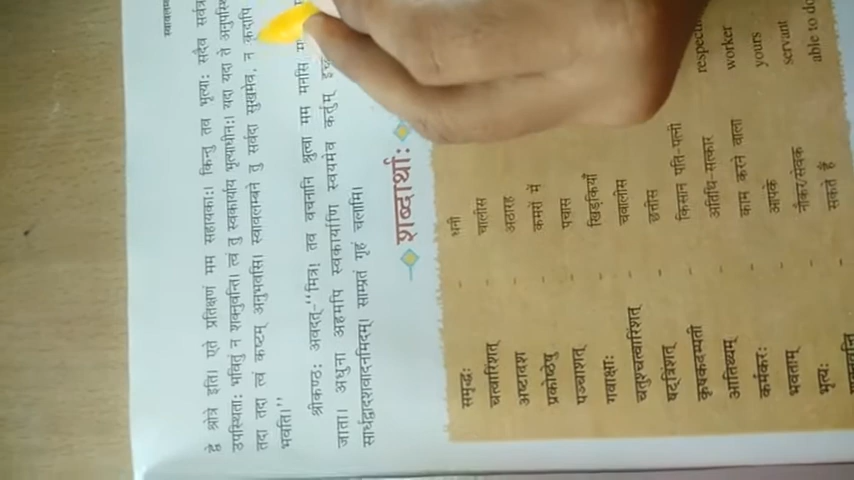 द्वे श्रोत्रे इति। एते प्रतिक्षणं मम सहायकाः। किन्तु तव भृत्याः सदैव सर्वत्र
उपस्थिताः भवितुं न शक्नुवन्ति। त्वं तु स्वकार्याय भृत्याधीनः। यदा यदा ते अनुपस्थिताः
तदा तदा त्वं कष्टम् अनुभवसि। स्वावलम्बने तु सर्वदा सुखमेव, न कदापि
भवति।"
श्रीकण्ठः अवदत्-"मित्र! तव वचनानि श्रुत्वा मम मनसि
जाता। अधुना अहमपि स्वकार्याणि स्वयमेव कर्तुम्
सार्धद्वादशवादनमिदम्। साम्प्रतं गृहं चलामि।
शब्दार्थाः
समृद्धः - धनी
चत्वारिंशत् - चालीस
अष्टादश - अठारह
प्रकोष्ठेषु - कमरों में
पञ्चाशत् - पचास
गवाक्षाः - खिड़कियाँ
चतुश्चत्वारिंशत् - चवालीस
षट्त्रिंशत् - छत्तीस
कृषकदम्पती - किसान पति-पत्नी
आतिथ्यम् - अतिथि-सत्कार respec
कर्मकरः - काम करने वाला worker
भवताम् - आपके yours
भृत्यः - नौकर/सेवक servant
सकते हैं able to do